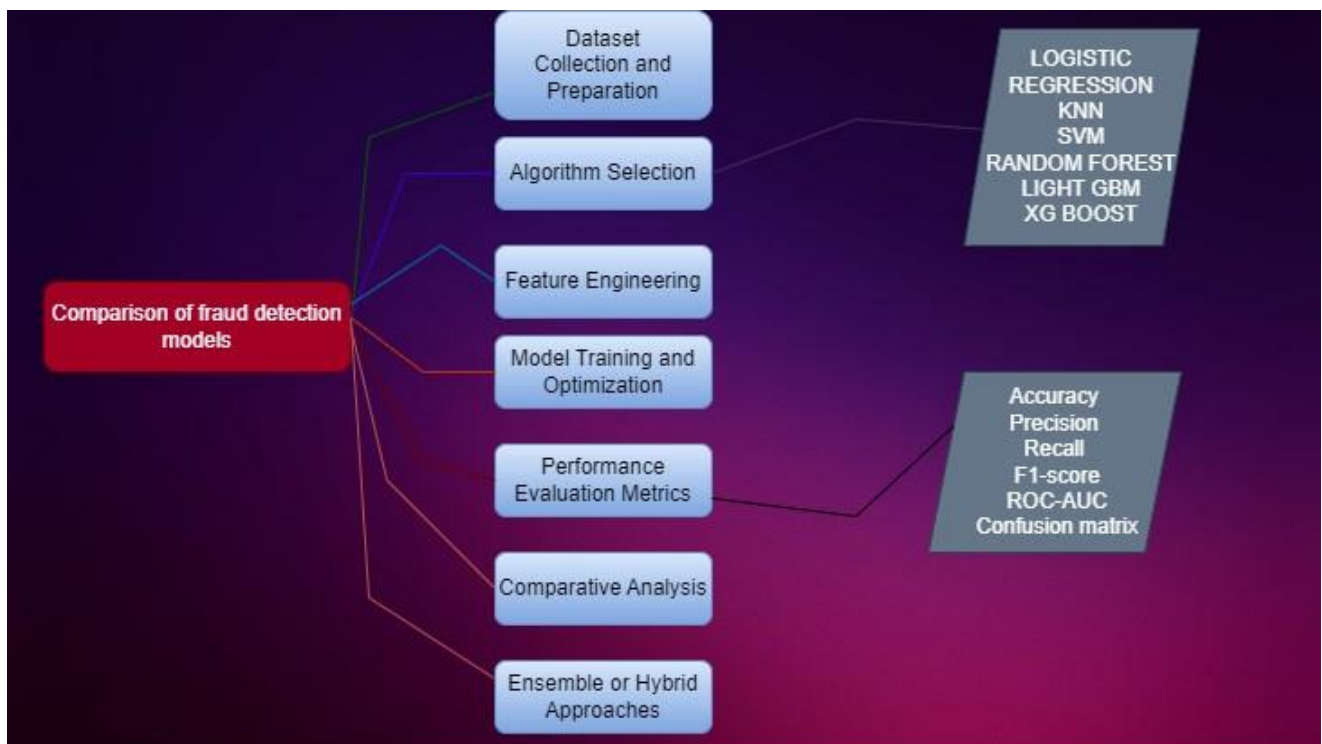 Comparison of fraud detection
models
Dataset
Collection and
Preparation
Algorithm Selection
Feature Engineering
Model Training and
Optimization
Performance
Evaluation Metrics
Comparative Analysis
Ensemble or Hybrid
Approaches
LOGISTIC
REGRESSION
KNN
SVM
RANDOM FOREST
LIGHT GBM
XG BOOST
Accuracy
Precision
Recall
F1-score
ROC-AUC
Confusion matrix